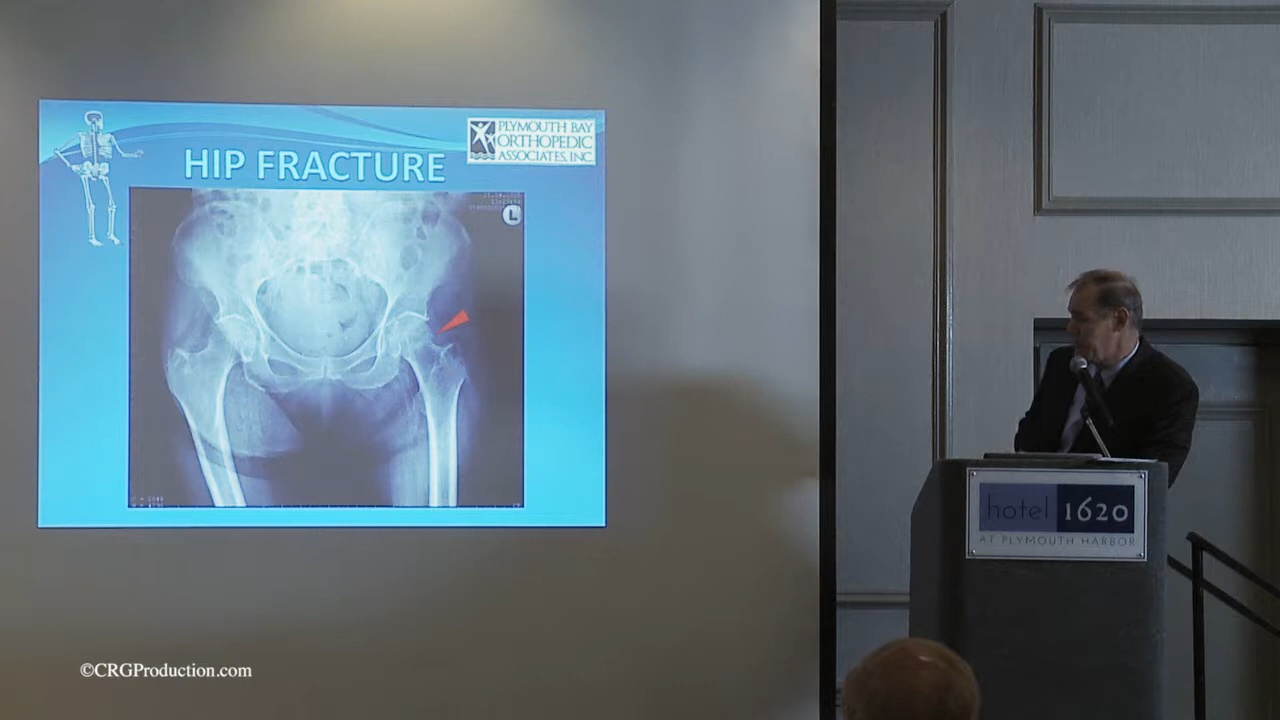 PLYMOUTH BAY
ORTHOPEDIC
ASSOCIATES, INC
HIP FRACTURE
L
hotel 1620
AT PLYMOUTH HARBOR
©CRGProduction.com